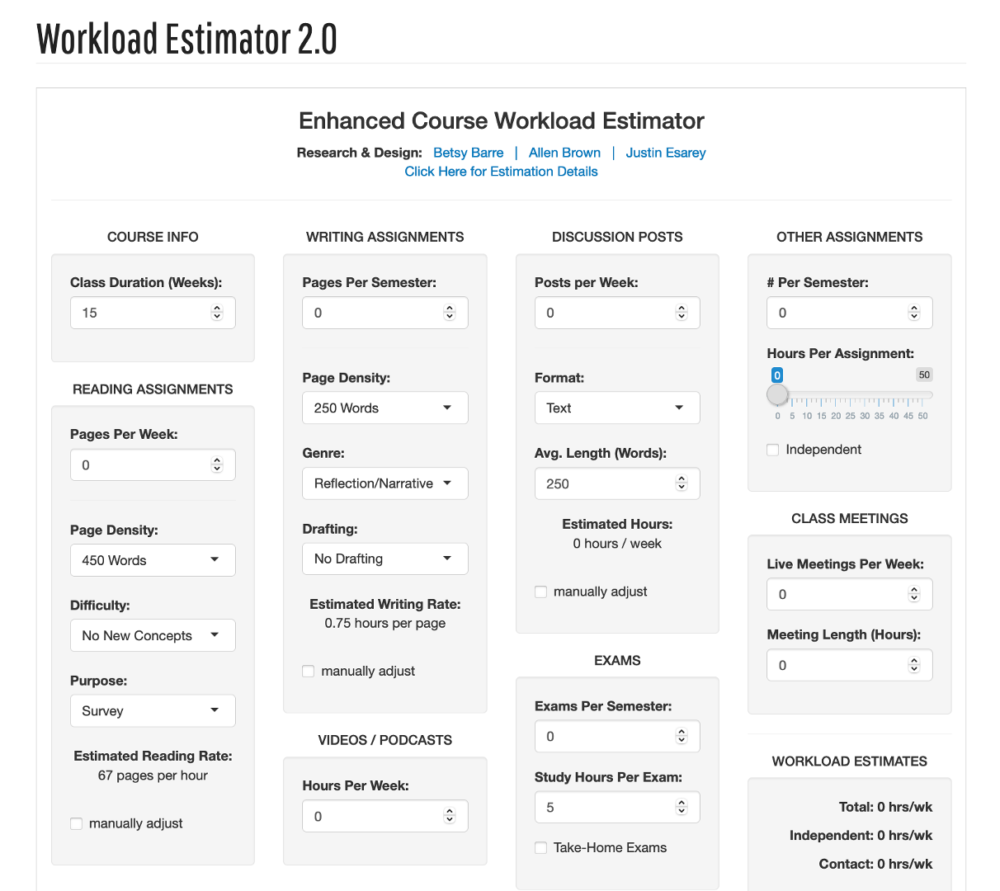 Workload Estimator 2.0
Enhanced Course Workload Estimator
Research & Design: Betsy Barre | Allen Brown | Justin Esarey
Click Here for Estimation Details
COURSE INFO
Class Duration (Weeks):
15
READING ASSIGNMENTS
Pages Per Week:
0
Page Density:
450 Words
Difficulty:
No New Concepts
Purpose:
Survey
Estimated Reading Rate:
67 pages per hour
manually adjust
WRITING ASSIGNMENTS
Pages Per Semester:
0
Page Density:
250 Words
Genre:
Reflection/Narrative
Drafting:
No Drafting
Estimated Writing Rate:
0.75 hours per page
manually adjust
VIDEOS / PODCASTS
Hours Per Week:
0
DISCUSSION POSTS
Posts per Week:
0
Format:
Text
Avg. Length (Words):
250
Estimated Hours:
0 hours / week
manually adjust
EXAMS
Exams Per Semester:
0
Study Hours Per Exam:
5
Take-Home Exams
OTHER ASSIGNMENTS
# Per Semester:
0
Hours Per Assignment:
0 50
0 5 10 15 20 25 30 35 40 45 50
Independent
CLASS MEETINGS
Live Meetings Per Week:
0
Meeting Length (Hours):
0
WORKLOAD ESTIMATES
Total: 0 hrs/wk
Independent: 0 hrs/wk
Contact: 0 hrs/wk